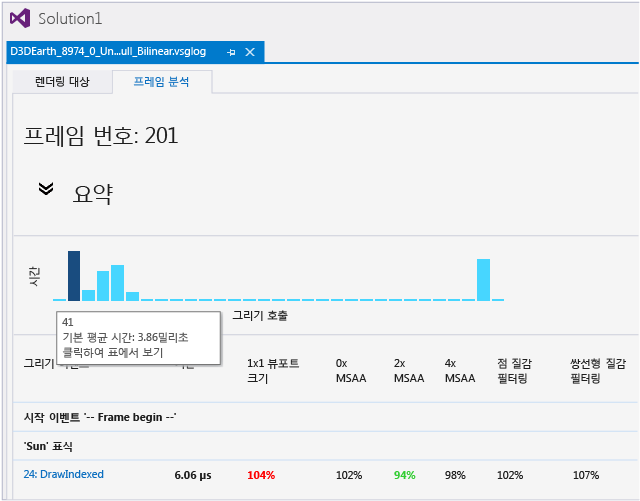 Solution1
D3DEarth_8974_0_Un...ull_Bilinear.vsglog
렌더링 대상 프레임 분석
프레임 번호: 201
요약
시간
그리기 호출
41
기본 평균 시간: 3.86밀리초
클릭하여 표에서 보기
그리기 1x1 뷰포트 크기 0x MSAA 2x MSAA 4x MSAA 점 질감 필터링 쌍선형 질감 필터링
시작 이벤트 '-- Frame begin --'
'Sun' 표식
24: DrawIndexed 6.06 µs 104% 102% 94% 98% 102% 107%